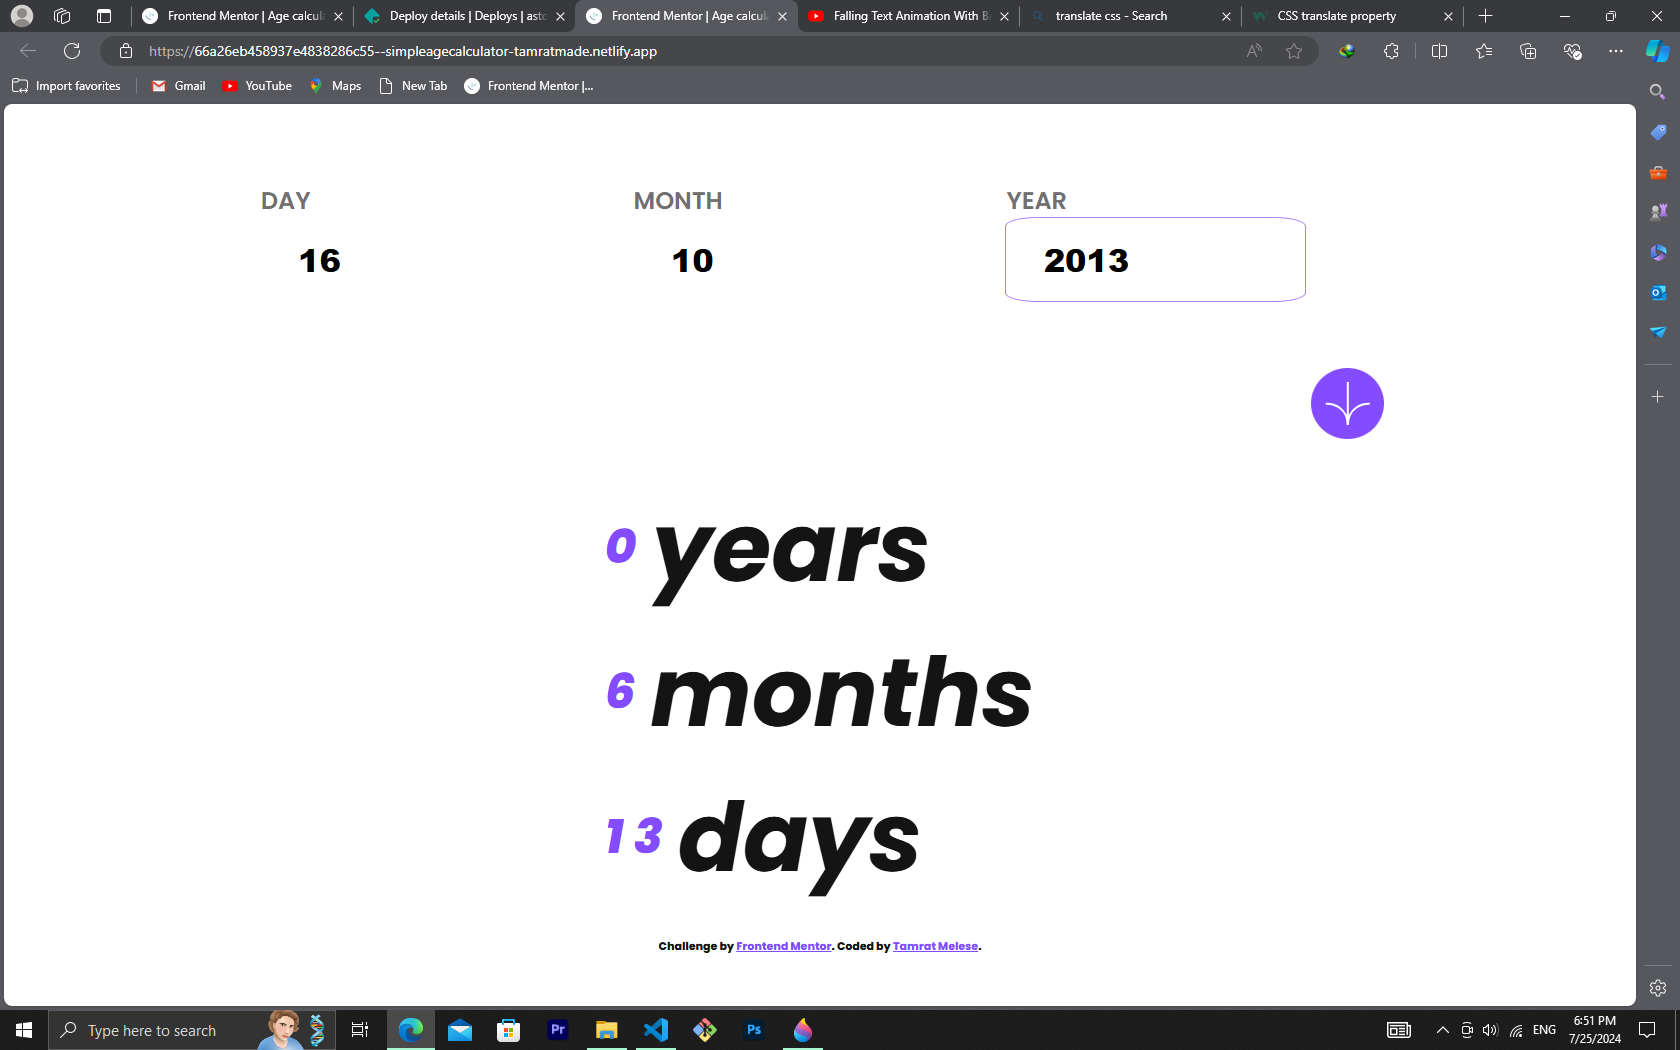 Frontend Mentor | Age calcul
Deploy details | Deploys | astc
Frontend Mentor | Age calcul
Falling Text Animation With B
translate css - Search
CSS translate property
https://66a26eb458937e4838286c55--simpleagecalculator-tamratmade.netlify.app
Import favorites
Gmail
YouTube
Maps
New Tab
Frontend Mentor |...
DAY
MONTH
YEAR
16
10
2013
0 years
6 months
13 days
Challenge by Frontend Mentor. Coded by Tamrat Melese.
Type here to search
Pr
Ps
ENG
6:51 PM
7/25/2024